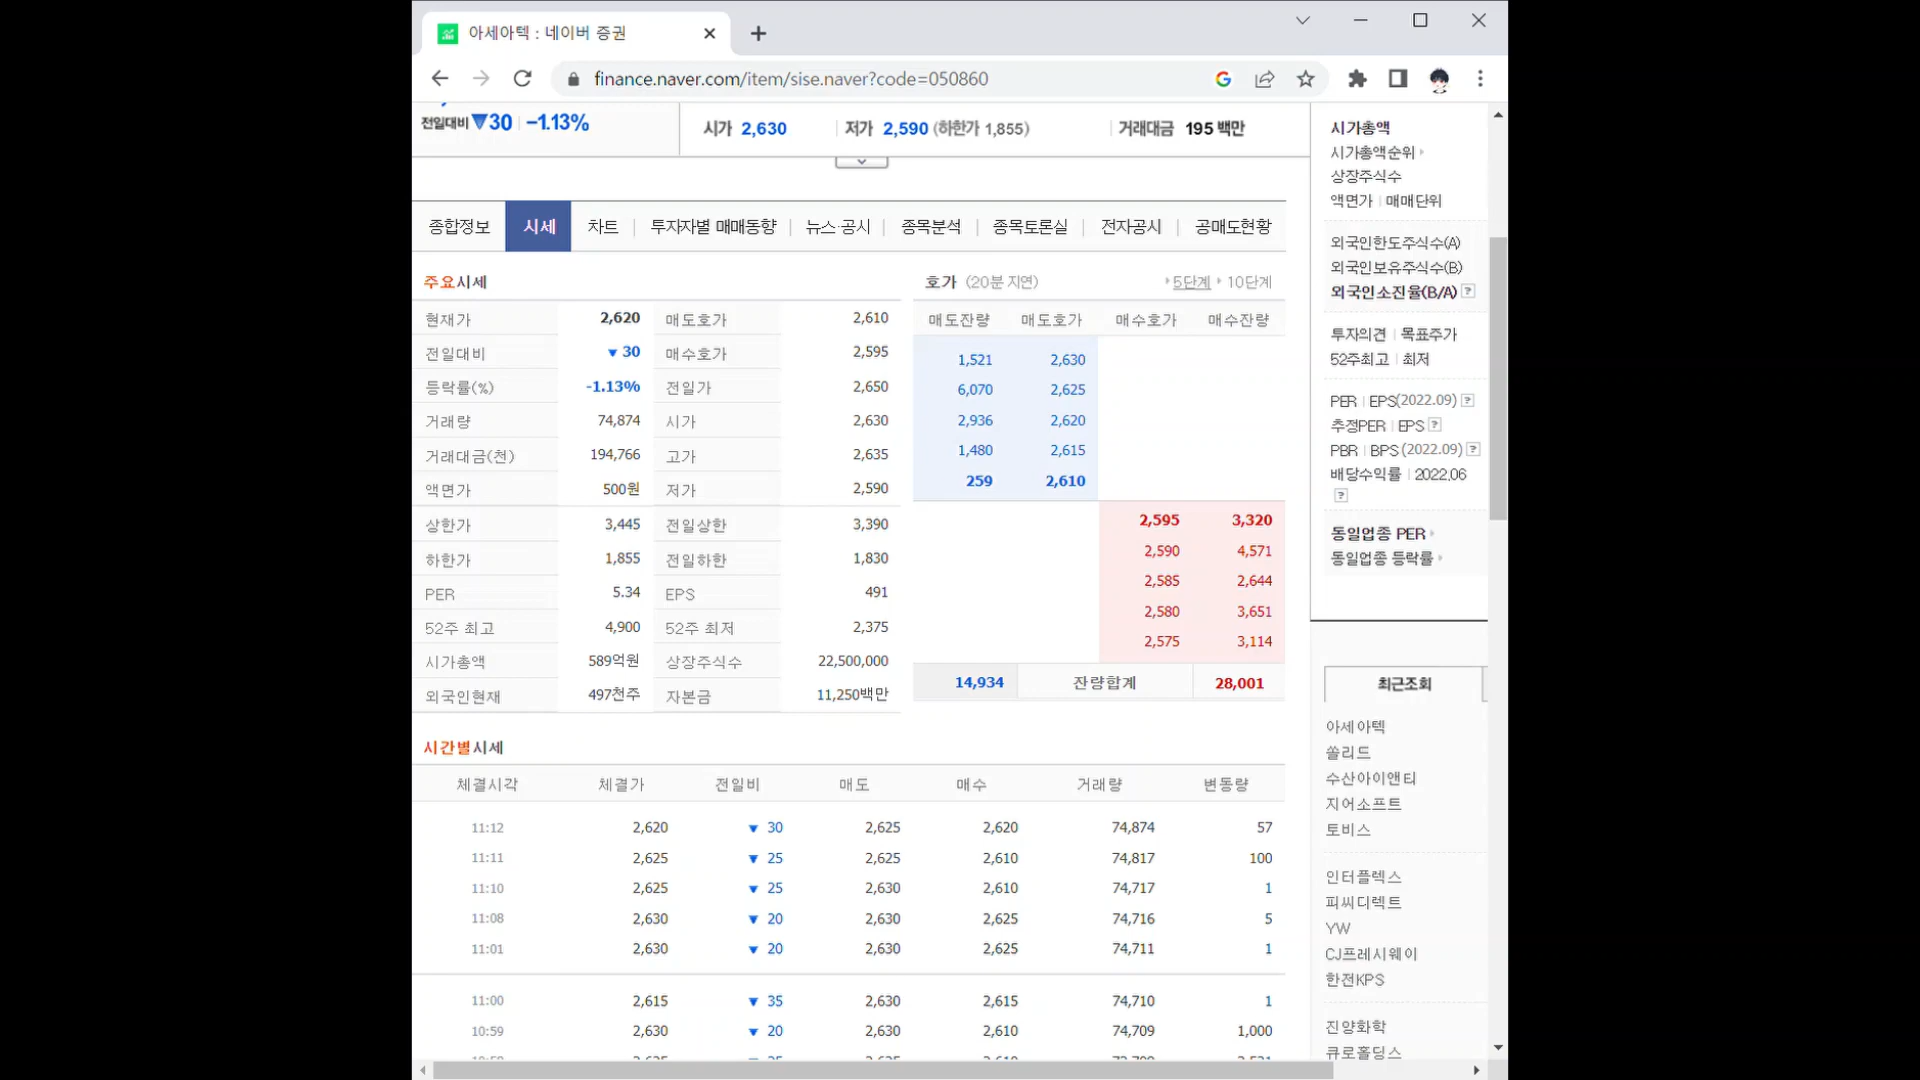 아세아텍 : 네이버 증권
finance.naver.com/item/sise.naver?code=050860
전일대비 ▼30 -1.13%
시가 2,630 저가 2,590 (하한가 1,855) 거래대금 195 백만
종합정보 시세 차트 투자자별 매매동향 뉴스·공시 종목분석 종목토론실 전자공시 공매도현황
주요시세
현재가 2,620 매도호가 2,610
전일대비 ▼30 매수호가 2,595
등락률(%) -1.13% 전일가 2,650
거래량 74,874 시가 2,630
거래대금(천) 194,766 고가 2,635
액면가 500원 저가 2,590
상한가 3,445 전일상한 3,390
하한가 1,855 전일하한 1,830
PER 5.34 EPS 491
52주 최고 4,900 52주 최저 2,375
시가총액 589억원 상장주식수 22,500,000
외국인현재 497천주 자본금 11,250백만
호가 (20분 지연) 5단계 10단계
매도잔량 매도호가 매수호가 매수잔량
1,521 2,630
6,070 2,625
2,936 2,620
1,480 2,615
259 2,610
2,595 3,320
2,590 4,571
2,585 2,644
2,580 3,651
2,575 3,114
14,934 잔량합계 28,001
시간별시세
체결시각 체결가 전일비 매도 매수 거래량 변동량
11:12 2,620 ▼ 30 2,625 2,620 74,874 57
11:11 2,625 ▼ 25 2,625 2,610 74,817 100
11:10 2,625 ▼ 25 2,630 2,610 74,717 1
11:08 2,630 ▼ 20 2,630 2,625 74,716 5
11:01 2,630 ▼ 20 2,630 2,625 74,711 1
11:00 2,615 ▼ 35 2,630 2,615 74,710 1
10:59 2,630 ▼ 20 2,630 2,610 74,709 1,000
시가총액
시가총액순위
상장주식수
액면가 매매단위
외국인한도주식수(A)
외국인보유주식수(B)
외국인소진율(B/A) ?
투자의견 목표주가
52주최고 최저
PER EPS(2022.09) ?
추정PER EPS ?
PBR BPS (2022.09) ?
배당수익률 2022.06
?
동일업종 PER
동일업종 등락률
최근조회
아세아텍
쏠리드
수산아이앤티
지어소프트
토비스
인터플렉스
피씨디렉트
YW
CJ프레시웨이
한전KPS
진양화학
큐로홀딩스